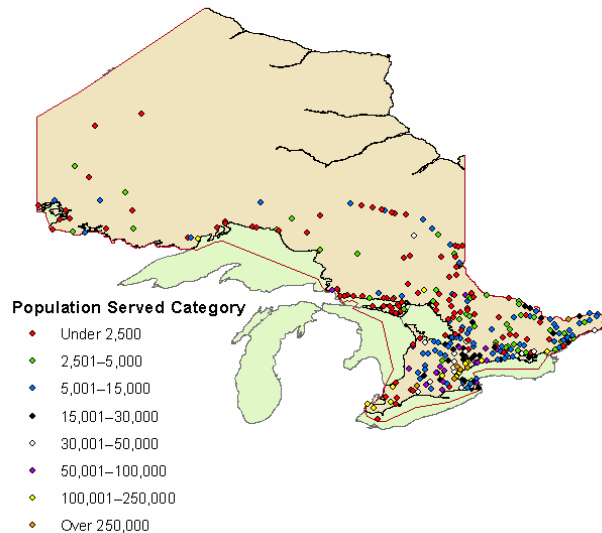 Population Served Category
Under 2,500
2,501–5,000
5,001–15,000
15,001–30,000
30,001–50,000
50,001–100,000
100,001–250,000
Over 250,000